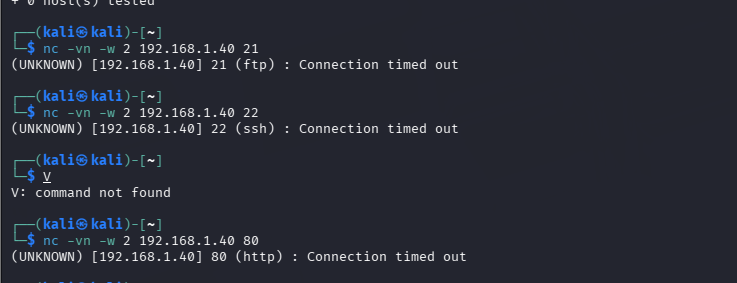 + 0 host(s) tested
┌──(kali㉿kali)-[~]
└─$ nc -vn -w 2 192.168.1.40 21
(UNKNOWN) [192.168.1.40] 21 (ftp) : Connection timed out
┌──(kali㉿kali)-[~]
└─$ nc -vn -w 2 192.168.1.40 22
(UNKNOWN) [192.168.1.40] 22 (ssh) : Connection timed out
┌──(kali㉿kali)-[~]
└─$ V
V: command not found
┌──(kali㉿kali)-[~]
└─$ nc -vn -w 2 192.168.1.40 80
(UNKNOWN) [192.168.1.40] 80 (http) : Connection timed out